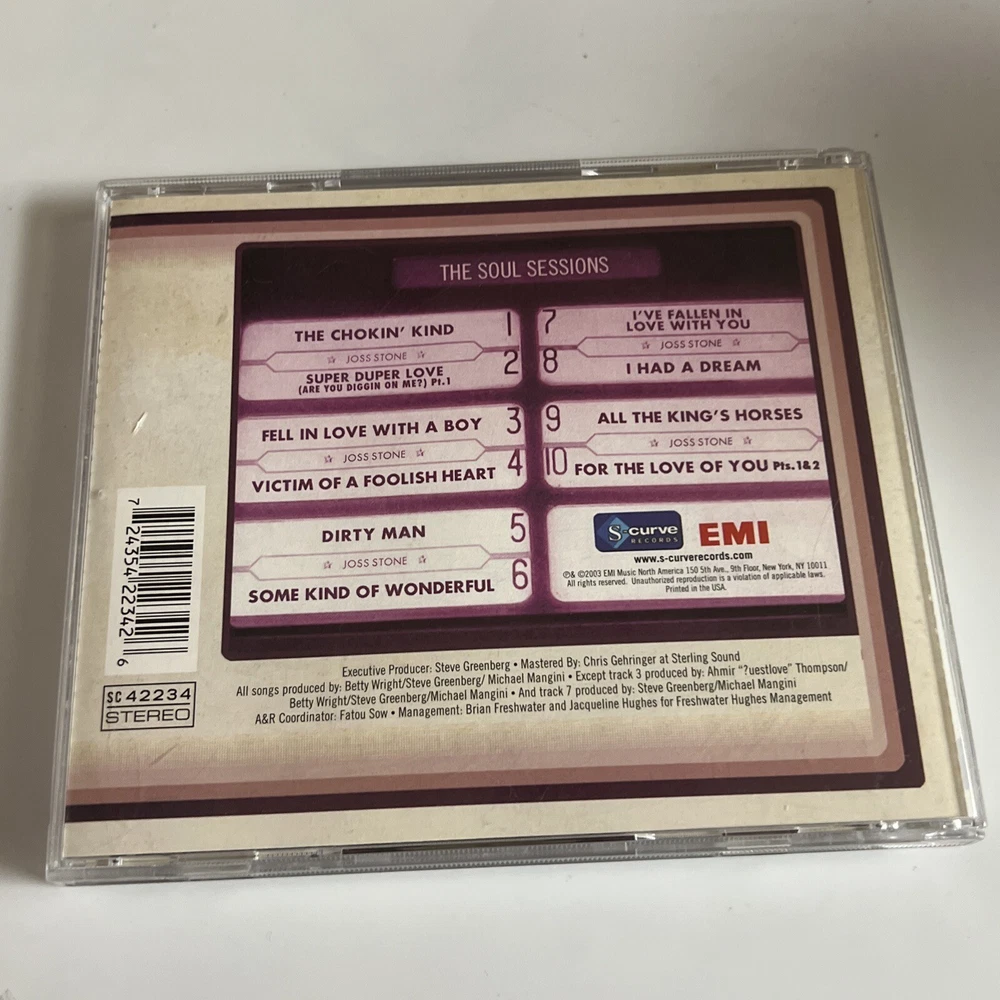 THE SOUL SESSIONS
THE CHOKIN' KIND 1
☆ JOSS STONE ☆
SUPER DUPER LOVE 2
(ARE YOU DIGGIN ON ME?) Pt.1
FELL IN LOVE WITH A BOY 3
☆ JOSS STONE ☆
VICTIM OF A FOOLISH HEART 4
DIRTY MAN 5
☆ JOSS STONE ☆
SOME KIND OF WONDERFUL 6
7 I'VE FALLEN IN
LOVE WITH YOU
☆ JOSS STONE ☆
8 I HAD A DREAM
9 ALL THE KING'S HORSES
☆ JOSS STONE ☆
10 FOR THE LOVE OF YOU Pts.1&2
S-curve RECORDS EMI
www.s-curverecords.com
℗& ©2003 EMI Music North America 150 5th Ave., 9th Floor, New York, NY 10011
All rights reserved. Unauthorized reproduction is a violation of applicable laws.
Printed in the USA.
7 24354 22342 6
SC 42234
STEREO
Executive Producer: Steve Greenberg • Mastered By: Chris Gehringer at Sterling Sound
All songs produced by: Betty Wright/Steve Greenberg/ Michael Mangini • Except track 3 produced by: Ahmir "?uestlove" Thompson/
Betty Wright/Steve Greenberg/Michael Mangini • And track 7 produced by: Steve Greenberg/Michael Mangini
A&R Coordinator: Fatou Sow • Management: Brian Freshwater and Jacqueline Hughes for Freshwater Hughes Management